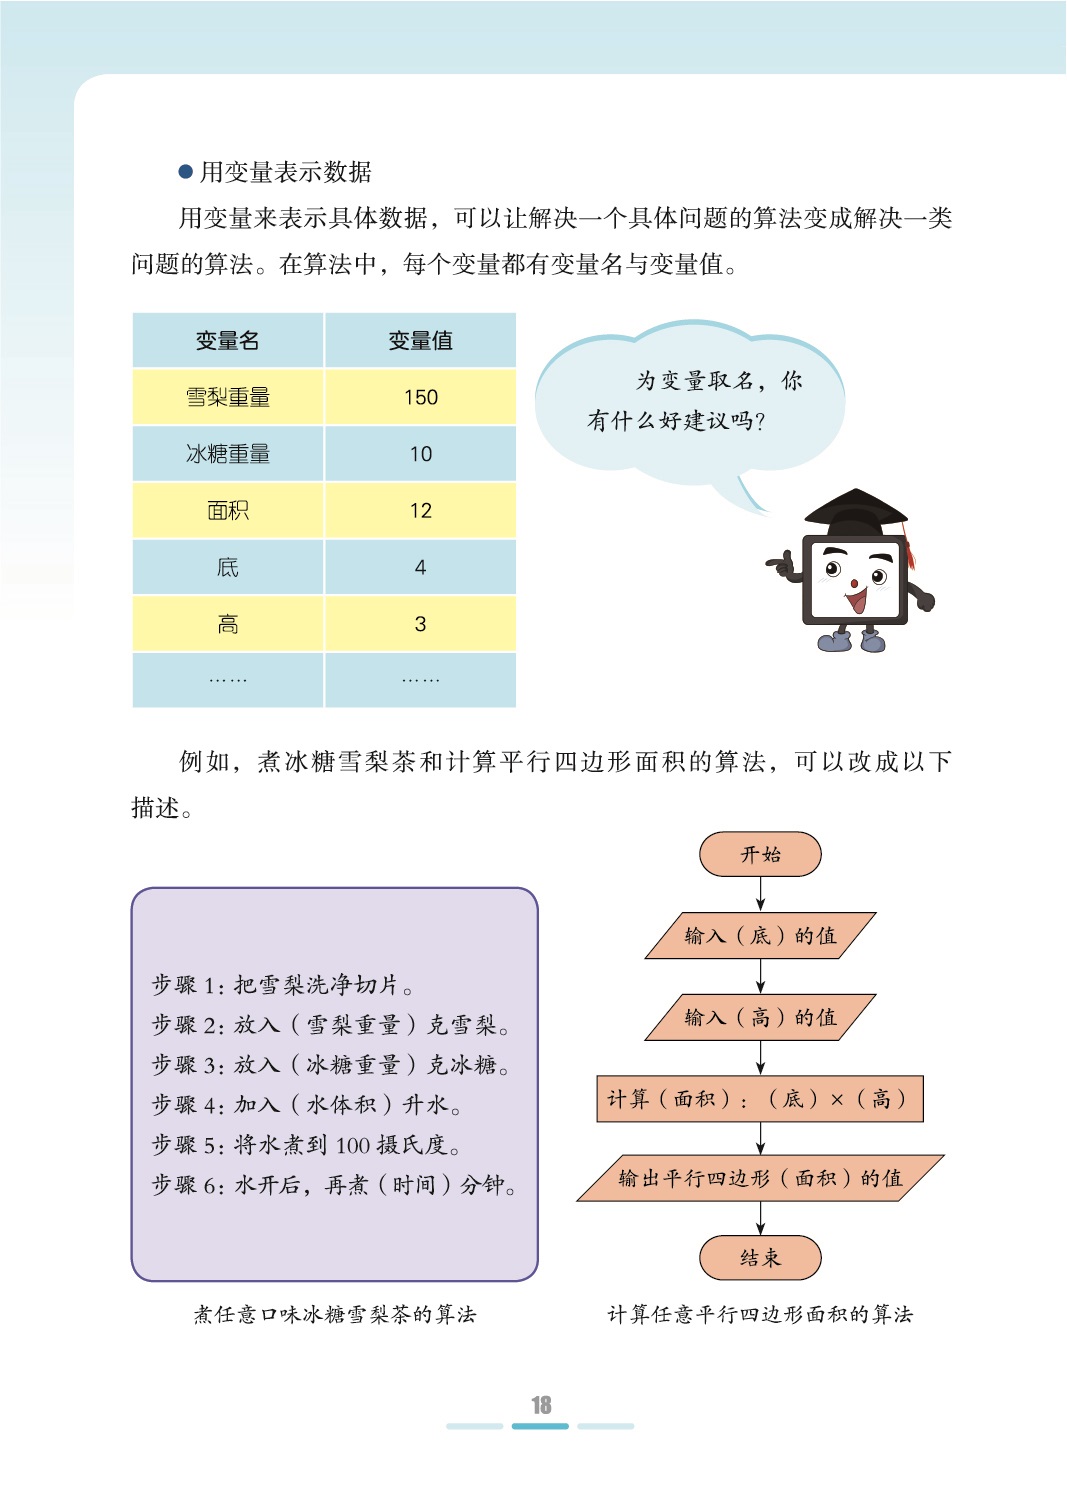 ● 用变量表示数据
用变量来表示具体数据，可以让解决一个具体问题的算法变成解决一类
问题的算法。在算法中，每个变量都有变量名与变量值。
变量名 变量值
雪梨重量 150
冰糖重量 10
面积 12
底 4
高 3
…… ……
为变量取名，你
有什么好建议吗？
例如，煮冰糖雪梨茶和计算平行四边形面积的算法，可以改成以下
描述。
步骤 1：把雪梨洗净切片。
步骤 2：放入（雪梨重量）克雪梨。
步骤 3：放入（冰糖重量）克冰糖。
步骤 4：加入（水体积）升水。
步骤 5：将水煮到 100 摄氏度。
步骤 6：水开后，再煮（时间）分钟。
煮任意口味冰糖雪梨茶的算法
开始
输入（底）的值
输入（高）的值
计算（面积）：（底）×（高）
输出平行四边形（面积）的值
结束
计算任意平行四边形面积的算法
18